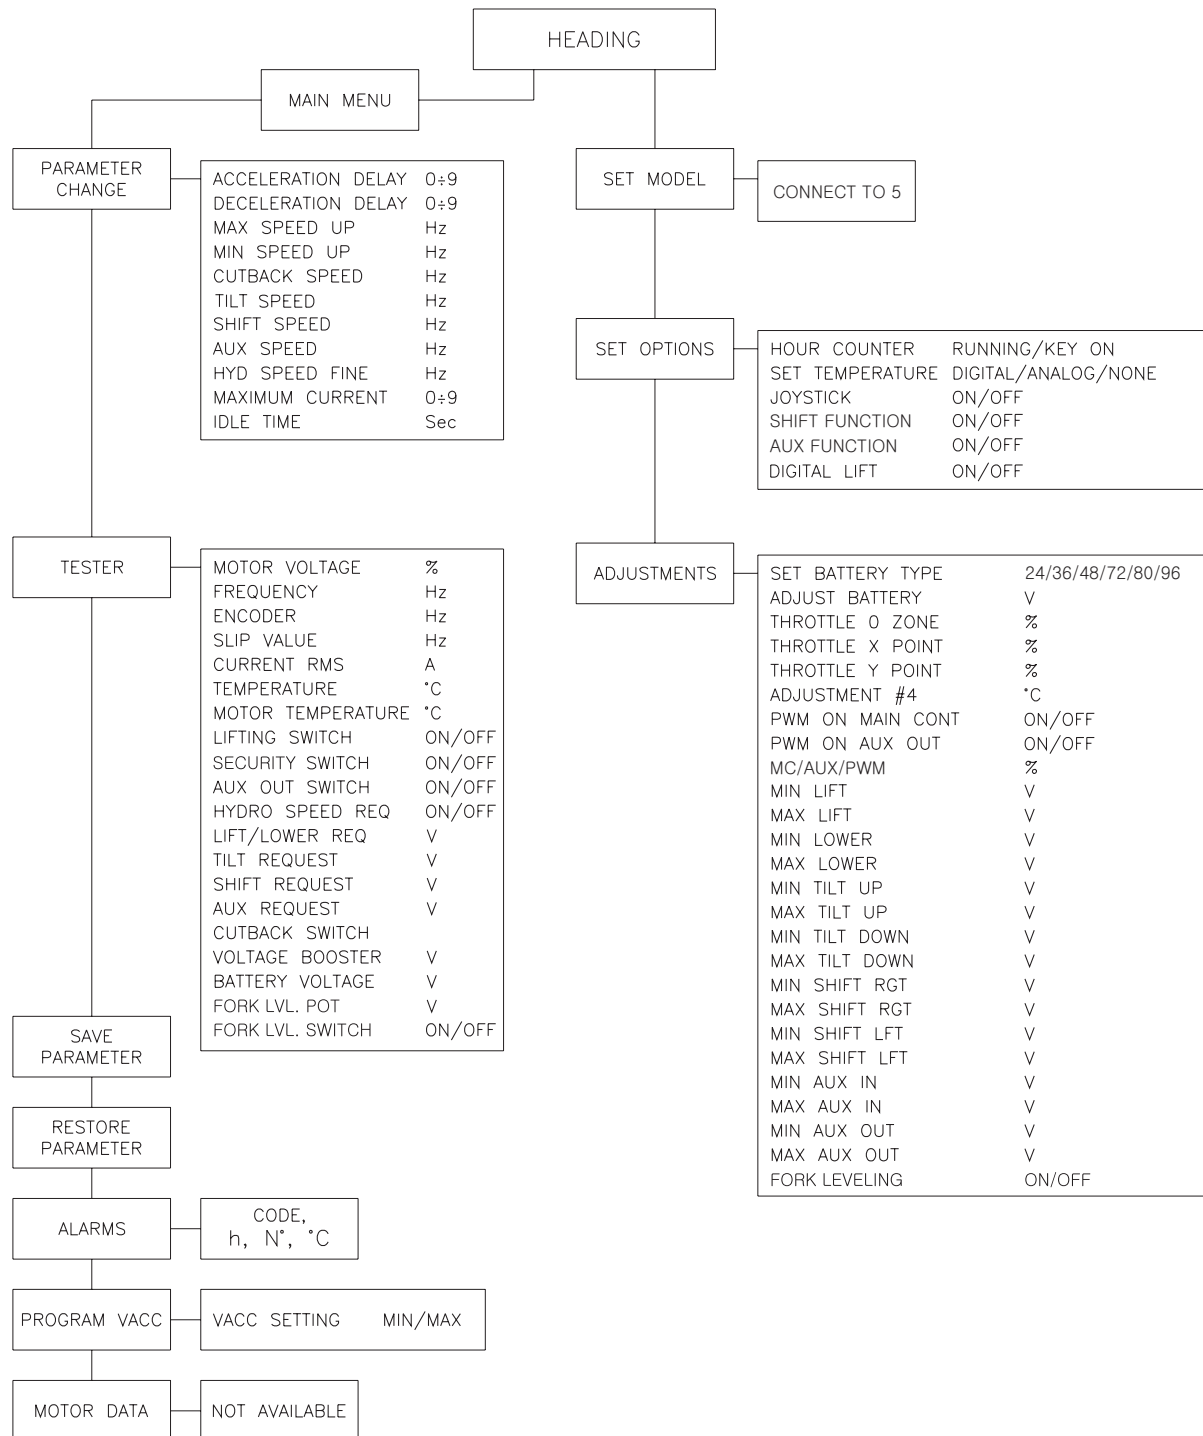 HEADING
MAIN MENU
PARAMETER
CHANGE
ACCELERATION DELAY 0÷9
DECELERATION DELAY 0÷9
MAX SPEED UP Hz
MIN SPEED UP Hz
CUTBACK SPEED Hz
TILT SPEED Hz
SHIFT SPEED Hz
AUX SPEED Hz
HYD SPEED FINE Hz
MAXIMUM CURRENT 0÷9
IDLE TIME Sec
TESTER
MOTOR VOLTAGE %
FREQUENCY Hz
ENCODER Hz
SLIP VALUE Hz
CURRENT RMS A
TEMPERATURE °C
MOTOR TEMPERATURE °C
LIFTING SWITCH ON/OFF
SECURITY SWITCH ON/OFF
AUX OUT SWITCH ON/OFF
HYDRO SPEED REQ ON/OFF
LIFT/LOWER REQ V
TILT REQUEST V
SHIFT REQUEST V
AUX REQUEST V
CUTBACK SWITCH
VOLTAGE BOOSTER V
BATTERY VOLTAGE V
FORK LVL. POT V
FORK LVL. SWITCH ON/OFF
SAVE
PARAMETER
RESTORE
PARAMETER
ALARMS
CODE,
h, N°, °C
PROGRAM VACC
VACC SETTING MIN/MAX
MOTOR DATA
NOT AVAILABLE
SET MODEL
CONNECT TO 5
SET OPTIONS
HOUR COUNTER RUNNING/KEY ON
SET TEMPERATURE DIGITAL/ANALOG/NONE
JOYSTICK ON/OFF
SHIFT FUNCTION ON/OFF
AUX FUNCTION ON/OFF
DIGITAL LIFT ON/OFF
ADJUSTMENTS
SET BATTERY TYPE 24/36/48/72/80/96
ADJUST BATTERY V
THROTTLE 0 ZONE %
THROTTLE X POINT %
THROTTLE Y POINT %
ADJUSTMENT #4 °C
PWM ON MAIN CONT ON/OFF
PWM ON AUX OUT ON/OFF
MC/AUX/PWM %
MIN LIFT V
MAX LIFT V
MIN LOWER V
MAX LOWER V
MIN TILT UP V
MAX TILT UP V
MIN TILT DOWN V
MAX TILT DOWN V
MIN SHIFT RGT V
MAX SHIFT RGT V
MIN SHIFT LFT V
MAX SHIFT LFT V
MIN AUX IN V
MAX AUX IN V
MIN AUX OUT V
MAX AUX OUT V
FORK LEVELING ON/OFF